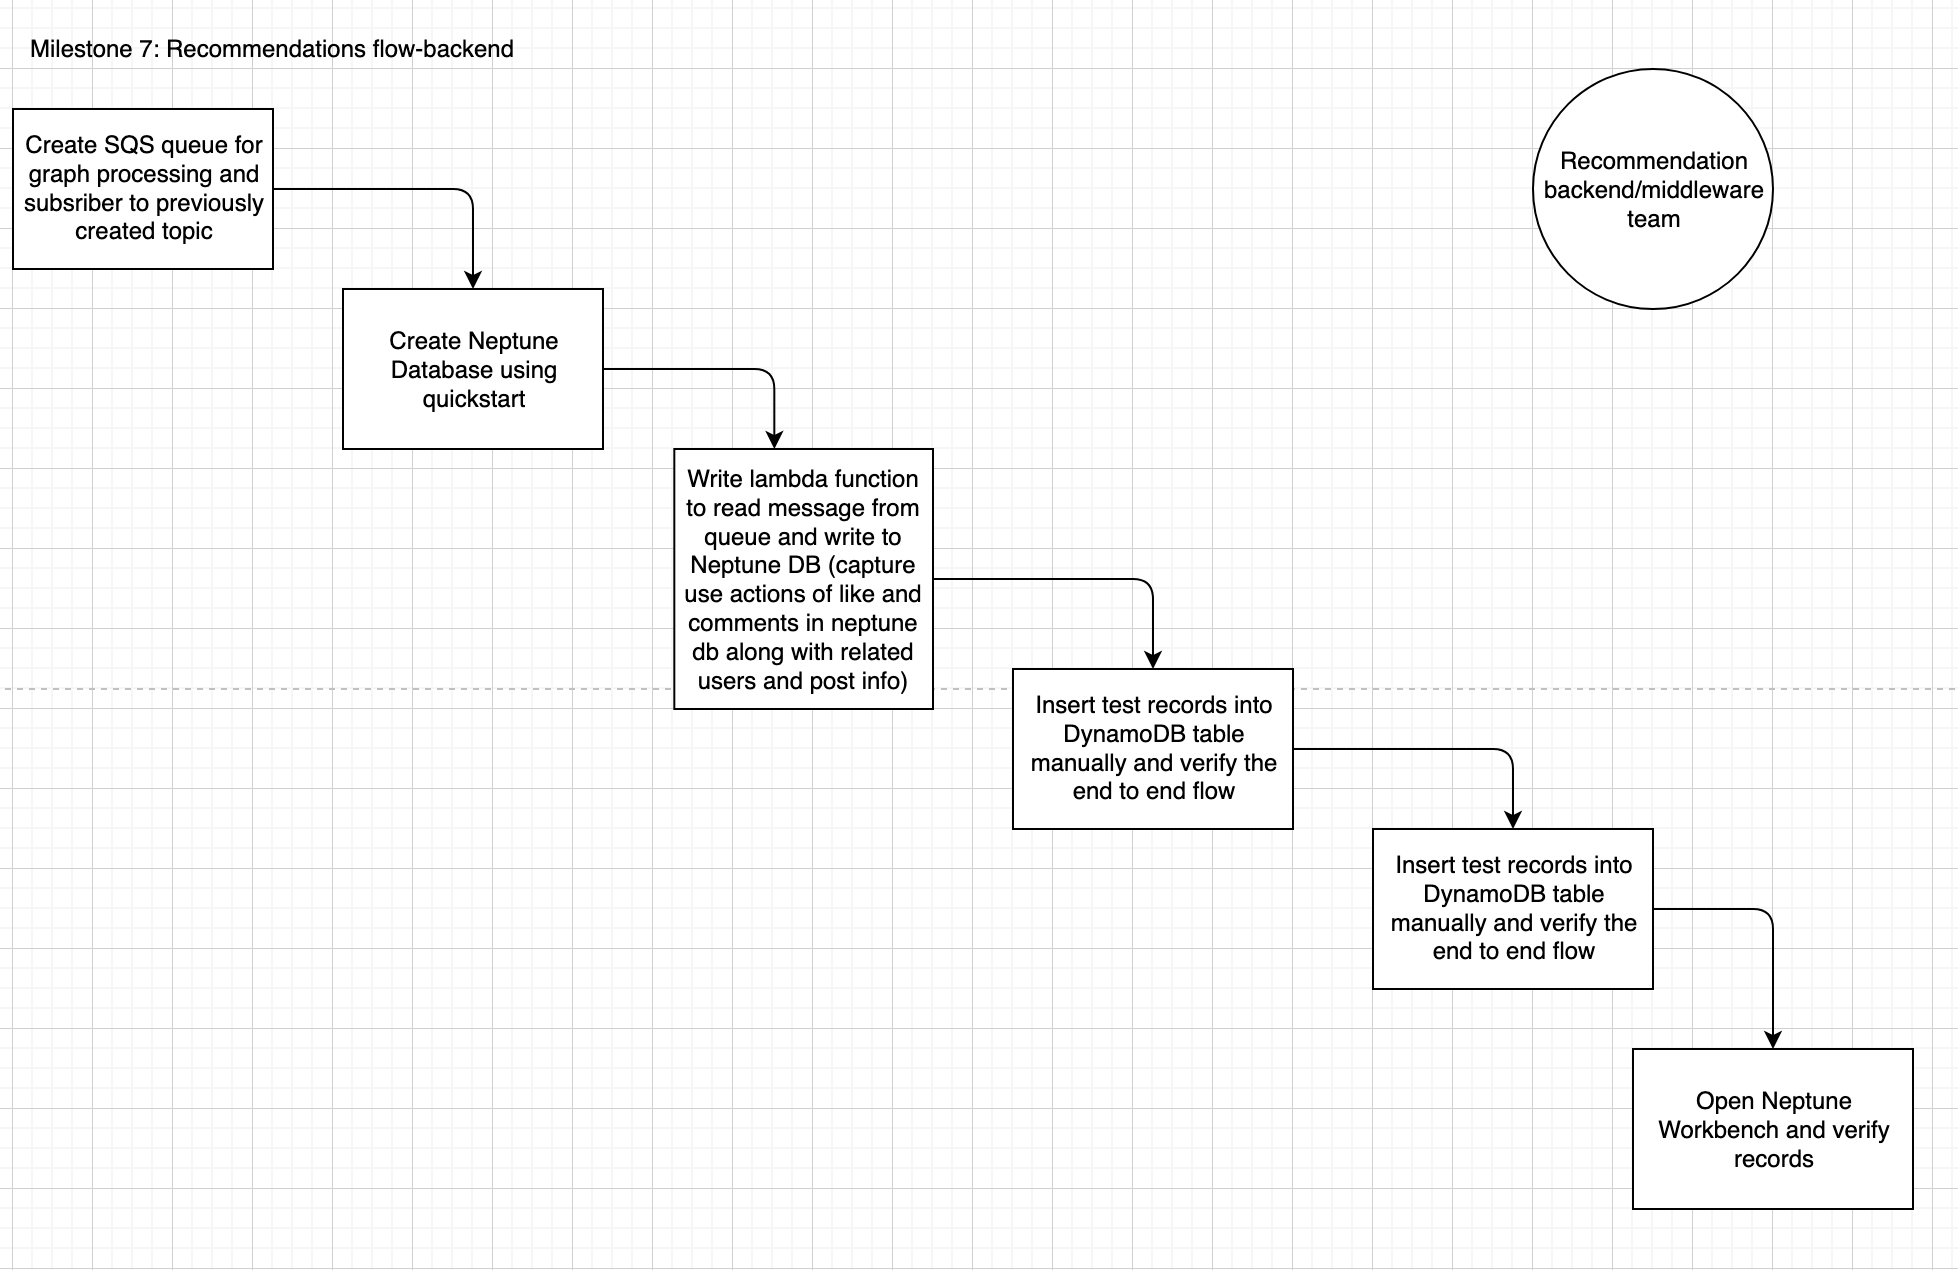 Milestone 7: Recommendations flow-backend
Create SQS queue for
graph processing and
subsriber to previously
created topic
Recommendation
backend/middleware
team
Create Neptune
Database using
quickstart
Write lambda function
to read message from
queue and write to
Neptune DB (capture
use actions of like and
comments in neptune
db along with related
users and post info)
Insert test records into
DynamoDB table
manually and verify the
end to end flow
Insert test records into
DynamoDB table
manually and verify the
end to end flow
Open Neptune
Workbench and verify
records